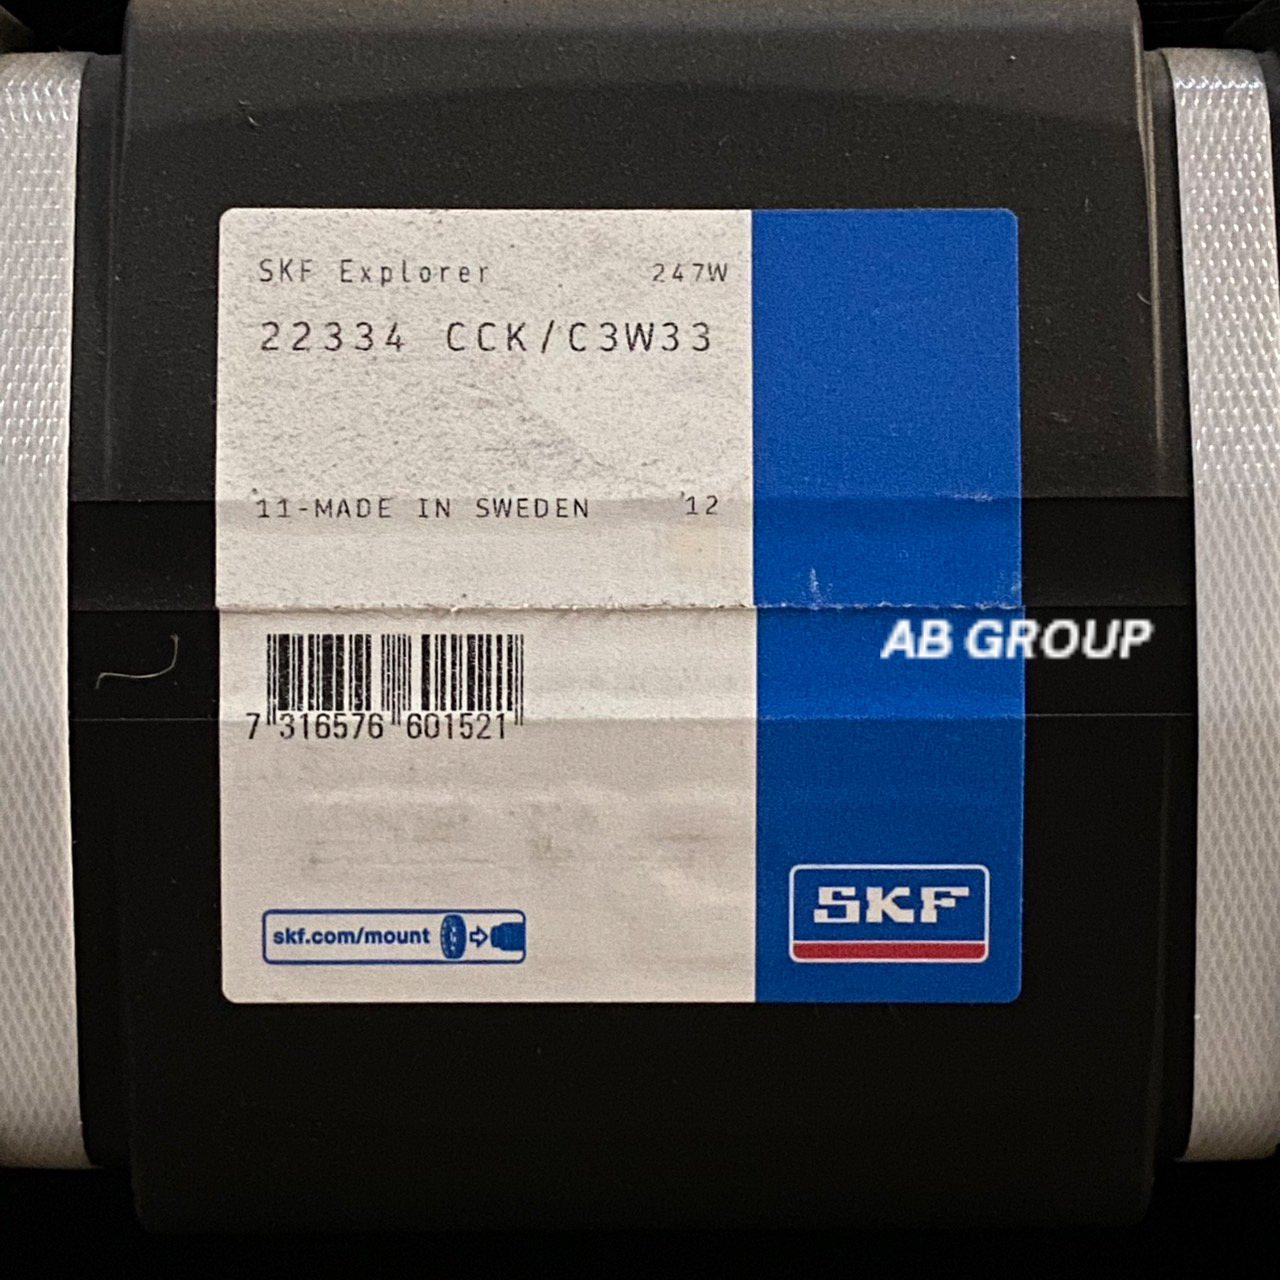 SKF Explorer 247W
22334 CCK/C3W33
11-MADE IN SWEDEN '12
AB GROUP
7 316576 601521
SKF
skf.com/mount